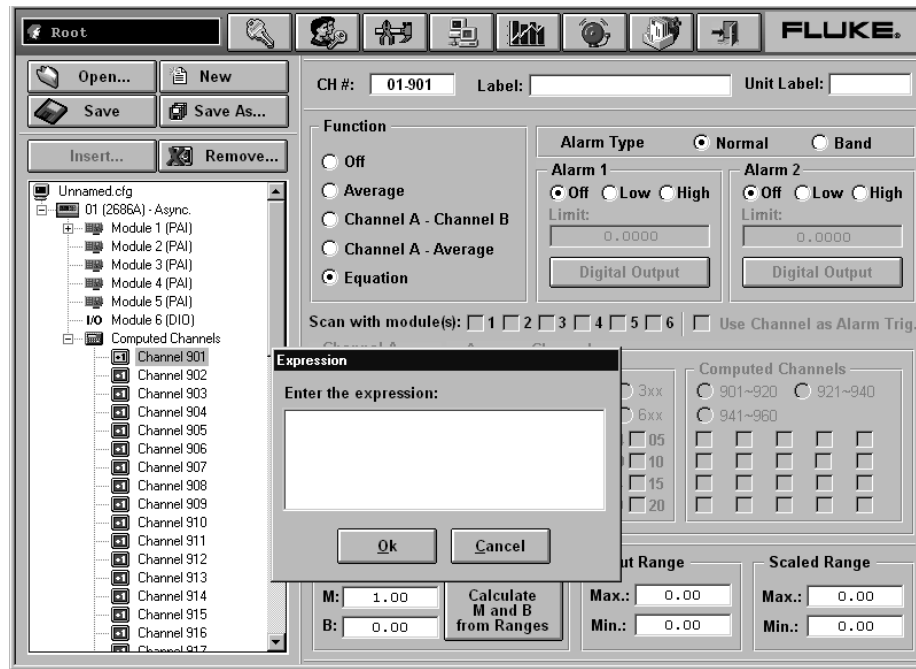 Root
FLUKE®
Open...
New
Save
Save As...
Insert...
Remove...
Unnamed.cfg
01 (2686A) - Async.
Module 1 (PAI)
Module 2 (PAI)
Module 3 (PAI)
Module 4 (PAI)
Module 5 (PAI)
I/O Module 6 (DIO)
Computed Channels
Channel 901
Channel 902
Channel 903
Channel 904
Channel 905
Channel 906
Channel 907
Channel 908
Channel 909
Channel 910
Channel 911
Channel 912
Channel 913
Channel 914
Channel 915
Channel 916
Channel 917
CH #: 01-901 Label: Unit Label:
Function
Off
Average
Channel A - Channel B
Channel A - Average
Equation
Alarm Type Normal Band
Alarm 1
Off Low High
Limit:
0.0000
Digital Output
Alarm 2
Off Low High
Limit:
0.0000
Digital Output
Scan with module(s): 1 2 3 4 5 6 Use Channel as Alarm Trig.
Expression
Enter the expression:
Ok Cancel
3xx
6xx
05
10
15
20
Computed Channels
901~920 921~940
941~960
M: 1.00
B: 0.00
Calculate
M and B
from Ranges
ut Range
Max.: 0.00
Min.: 0.00
Scaled Range
Max.: 0.00
Min.: 0.00